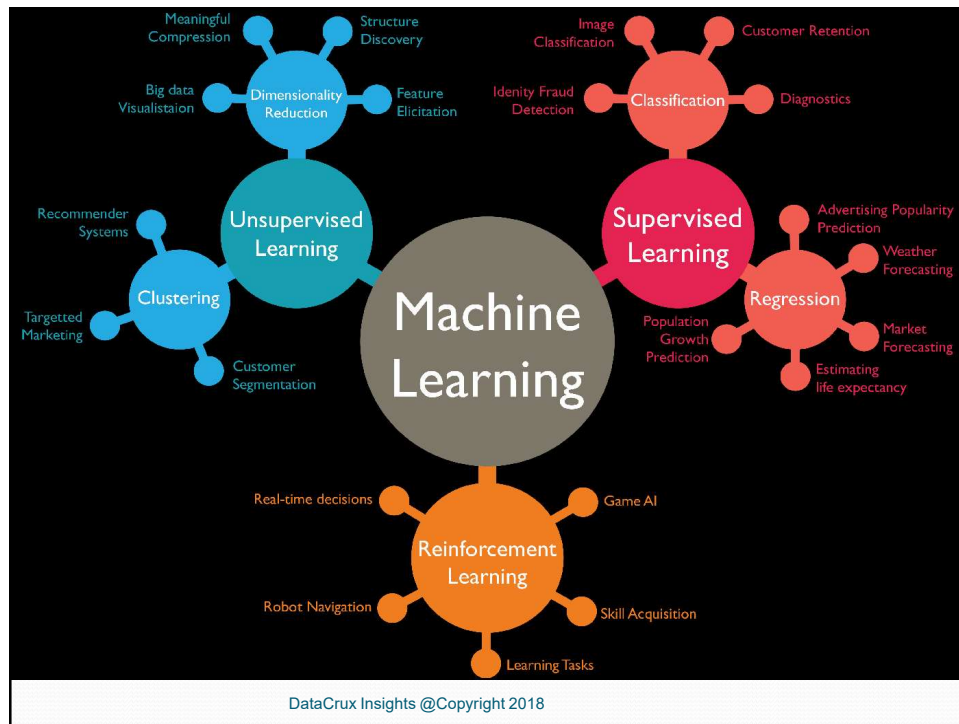 Meaningful
Compression
Structure
Discovery
Big data
Visualistaion
Dimensionality
Reduction
Feature
Elicitation
Image
Classification
Customer Retention
Idenity Fraud
Detection
Classification
Diagnostics
Recommender
Systems
Unsupervised
Learning
Clustering
Targetted
Marketing
Customer
Segmentation
Supervised
Learning
Advertising Popularity
Prediction
Weather
Forecasting
Regression
Population
Growth
Prediction
Market
Forecasting
Estimating
life expectancy
Machine
Learning
Real-time decisions
Game AI
Reinforcement
Learning
Robot Navigation
Skill Acquisition
Learning Tasks
DataCrux Insights @Copyright 2018